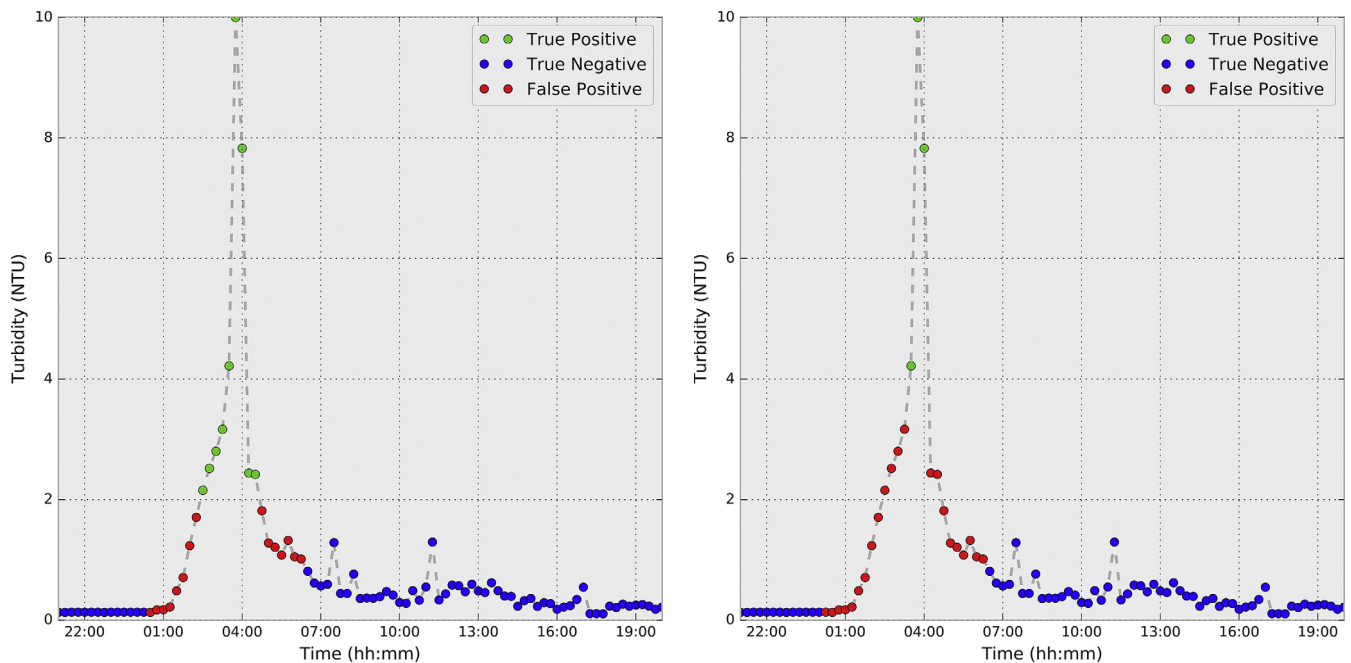 10
8
6
4
2
0
Turbidity (NTU)
True Positive
True Negative
False Positive
22:00 01:00 04:00 07:00 10:00 13:00 16:00 19:00
Time (hh:mm)
10
8
6
4
2
0
Turbidity (NTU)
True Positive
True Negative
False Positive
22:00 01:00 04:00 07:00 10:00 13:00 16:00 19:00
Time (hh:mm)